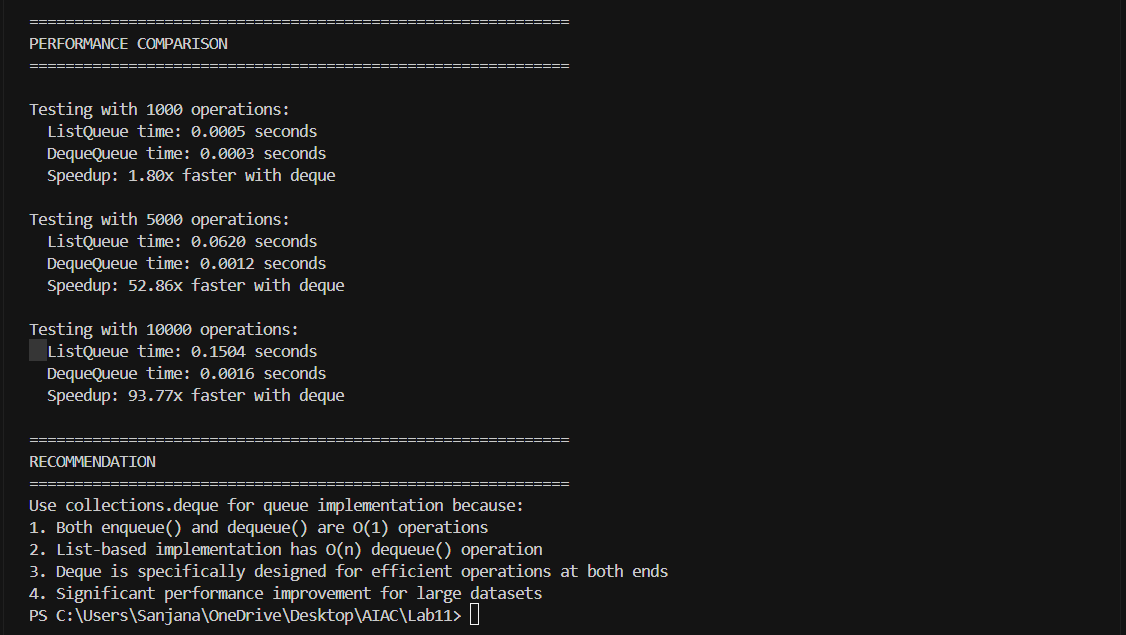 ============================================================
PERFORMANCE COMPARISON
============================================================
Testing with 1000 operations:
ListQueue time: 0.0005 seconds
DequeQueue time: 0.0003 seconds
Speedup: 1.80x faster with deque
Testing with 5000 operations:
ListQueue time: 0.0620 seconds
DequeQueue time: 0.0012 seconds
Speedup: 52.86x faster with deque
Testing with 10000 operations:
ListQueue time: 0.1504 seconds
DequeQueue time: 0.0016 seconds
Speedup: 93.77x faster with deque
============================================================
RECOMMENDATION
============================================================
Use collections.deque for queue implementation because:
1. Both enqueue() and dequeue() are O(1) operations
2. List-based implementation has O(n) dequeue() operation
3. Deque is specifically designed for efficient operations at both ends
4. Significant performance improvement for large datasets
PS C:\Users\Sanjana\OneDrive\Desktop\AIAC\Lab11>